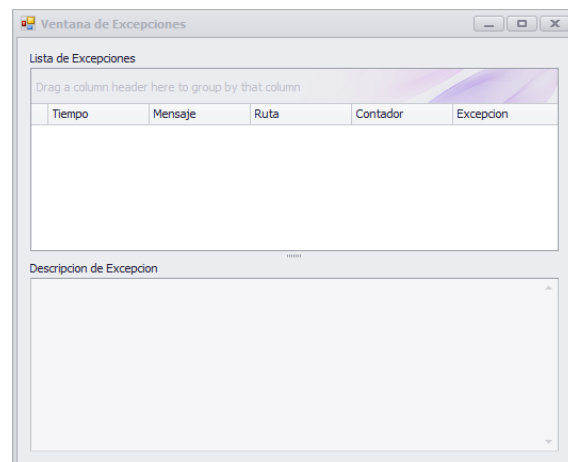 Ventana de Excepciones
Lista de Excepciones
Drag a column header here to group by that column
Tiempo Mensaje Ruta Contador Excepcion
Descripcion de Excepcion